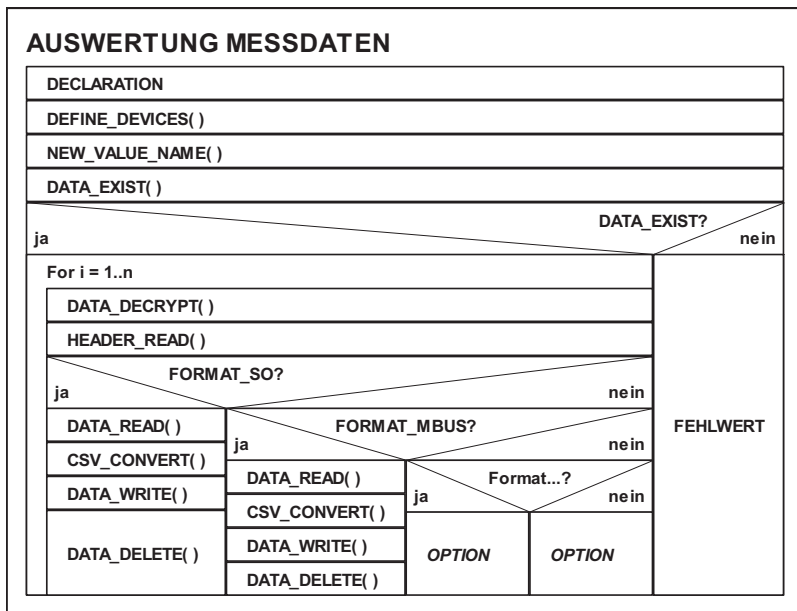 AUSWERTUNG MESSDATEN
DECLARATION
DEFINE_DEVICES( )
NEW_VALUE_NAME( )
DATA_EXIST( )
DATA_EXIST?
ja
nein
For i = 1..n
DATA_DECRYPT( )
HEADER_READ( )
FORMAT_SO?
ja
nein
DATA_READ( )
CSV_CONVERT( )
DATA_WRITE( )
DATA_DELETE( )
FORMAT_MBUS?
ja
nein
DATA_READ( )
CSV_CONVERT( )
DATA_WRITE( )
DATA_DELETE( )
Format...?
ja
nein
OPTION
OPTION
FEHLWERT